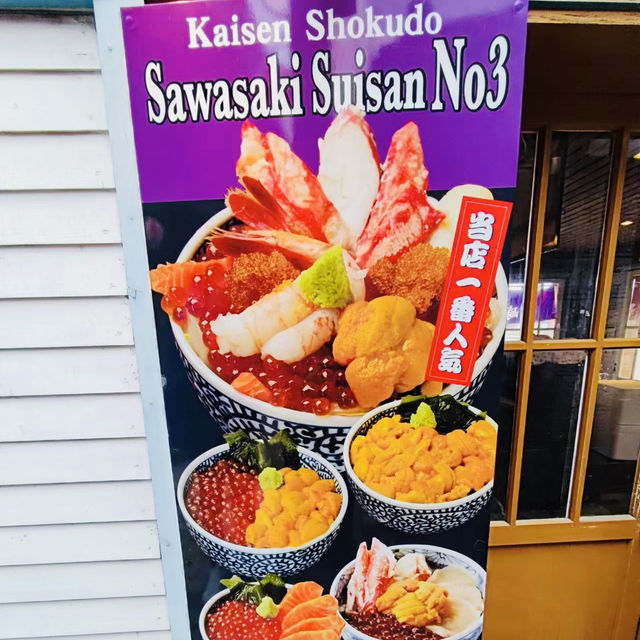 Kaisen Shokudo
Sawasaki Suisan No3
当店一番人気